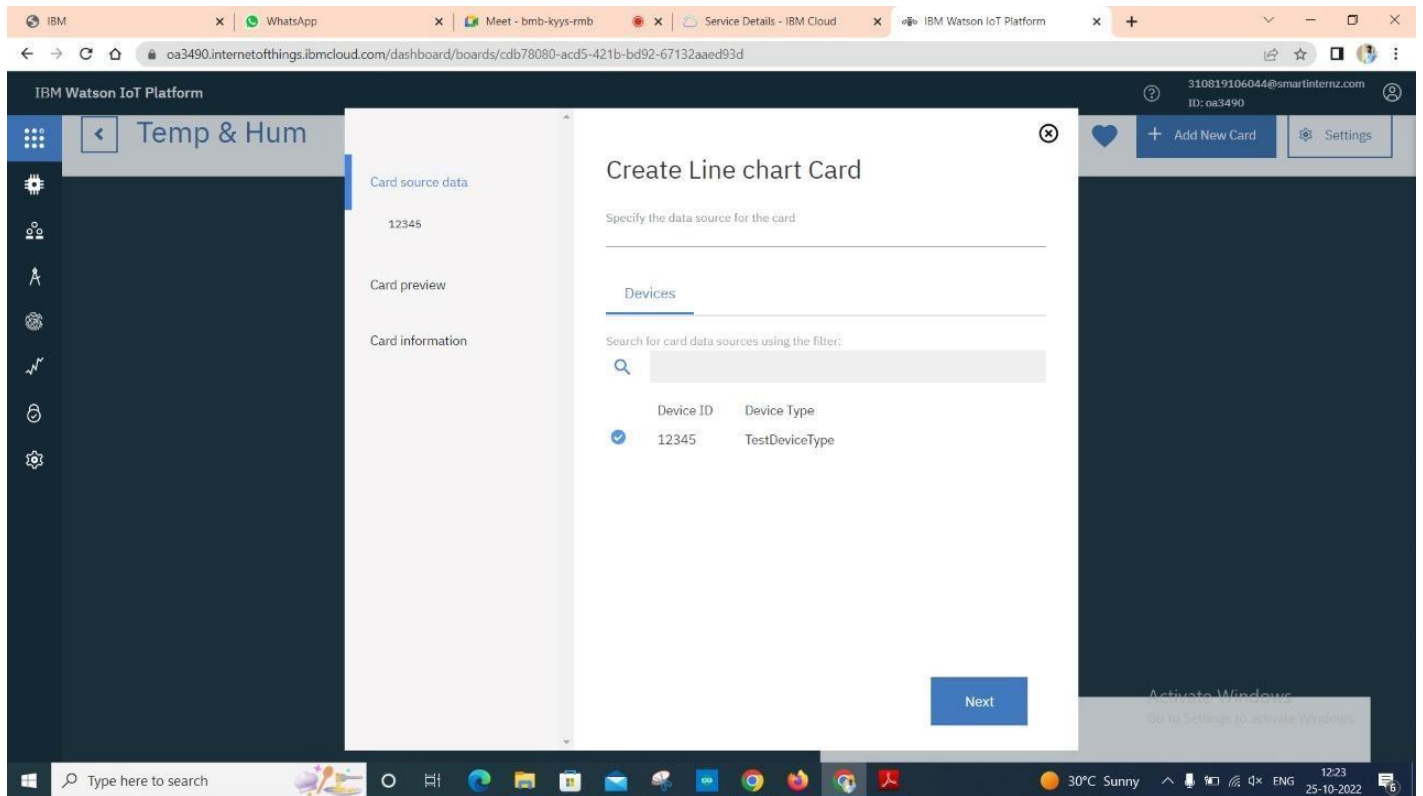 IBM
WhatsApp
Meet - bmb-kyys-rmb
Service Details - IBM Cloud
IBM Watson IoT Platform
oa3490.internetofthings.ibmcloud.com/dashboard/boards/cdb78080-acd5-421b-bd92-67132aaed93d
IBM Watson IoT Platform
310819106044@smartinternz.com
ID: oa3490
Temp & Hum
+ Add New Card
Settings
Card source data
12345
Card preview
Card information
Create Line chart Card
Specify the data source for the card
Devices
Search for card data sources using the filter:
Device ID Device Type
12345 TestDeviceType
Next
Activate Windows
Go to Settings to activate Windows.
Type here to search
30°C Sunny
ENG
12:23
25-10-2022
6